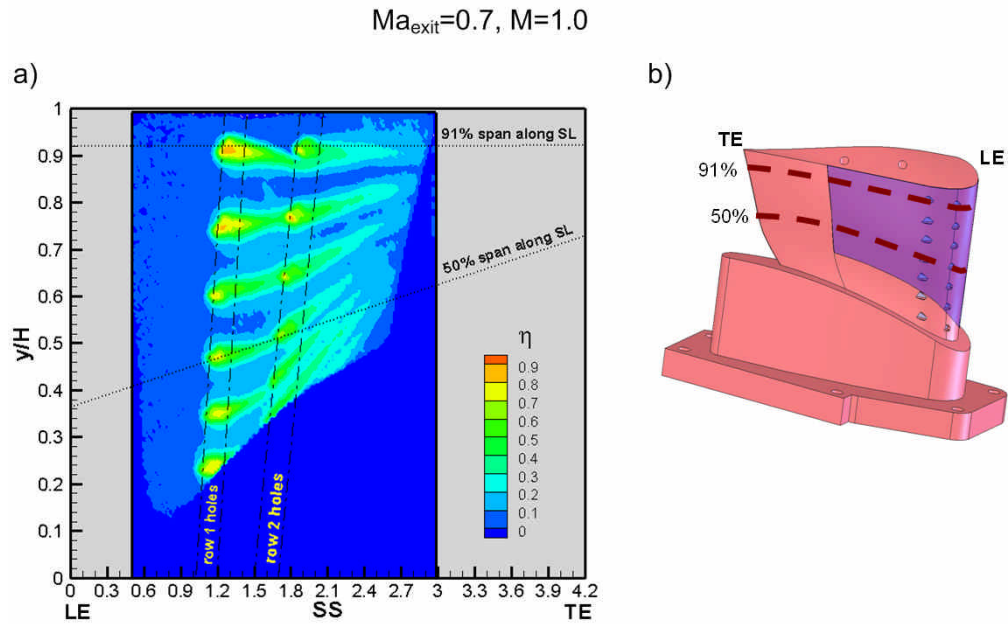 Ma_exit=0.7, M=1.0
a)
1
0.9
0.8
0.7
0.6
0.5
0.4
0.3
0.2
0.1
0
y/H
91% span along SL
50% span along SL
η
0.9
0.8
0.7
0.6
0.5
0.4
0.3
0.2
0.1
0
row 1 holes
row 2 holes
0 0.3 0.6 0.9 1.2 1.5 1.8 2.1 2.4 2.7 3 3.3 3.6 3.9 4.2
LE SS TE
b)
TE
LE
91%
50%